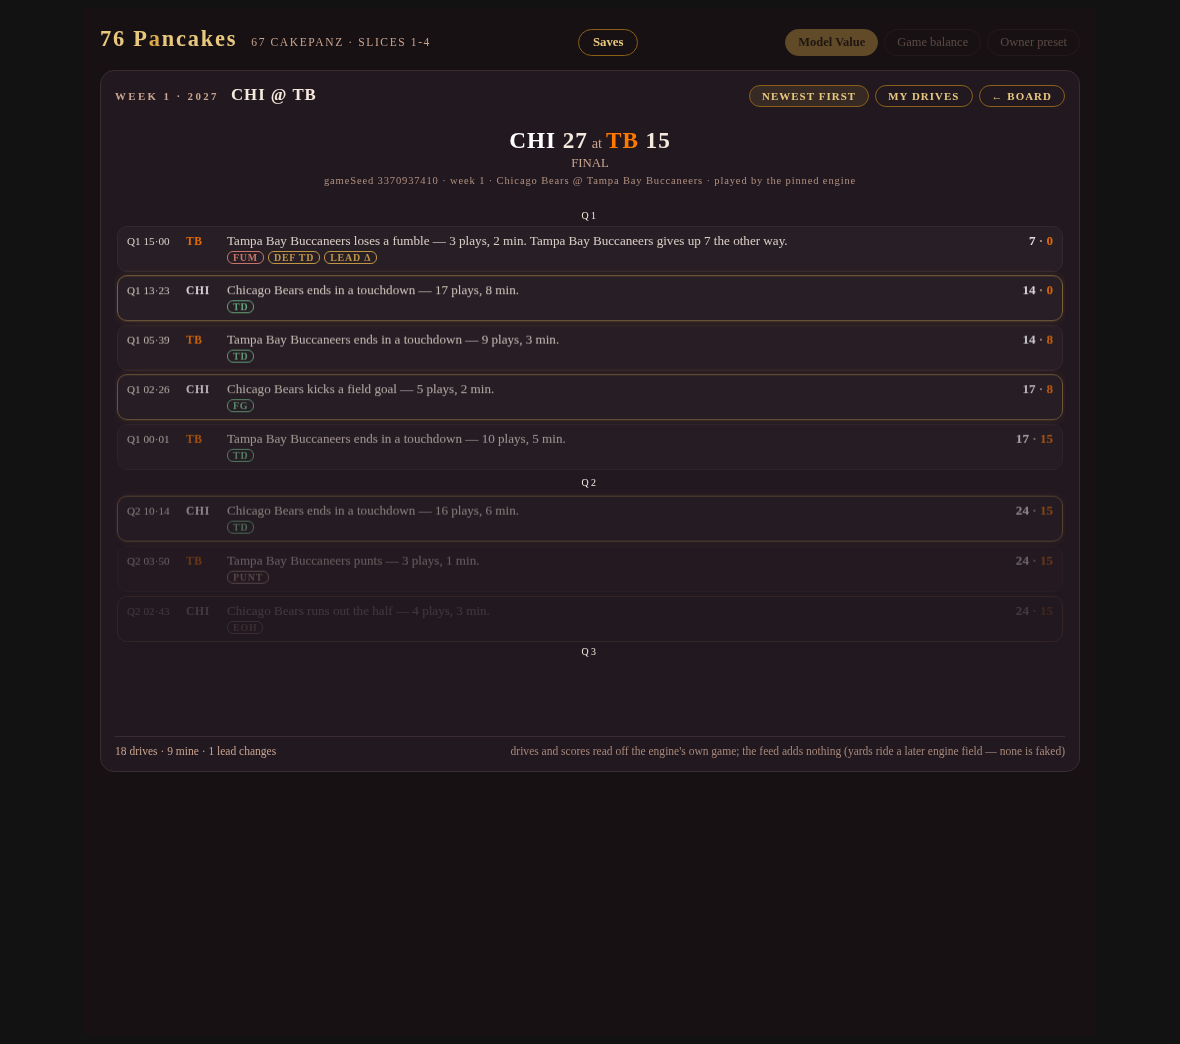 76 Pancakes 67 CAKEPANZ · SLICES 1-4 Saves Model Value Game balance Owner preset
WEEK 1 · 2027 CHI @ TB NEWEST FIRST MY DRIVES ← BOARD
CHI 27 at TB 15
FINAL
gameSeed 3370937410 · week 1 · Chicago Bears @ Tampa Bay Buccaneers · played by the pinned engine
Q1
Q1 15·00 TB Tampa Bay Buccaneers loses a fumble — 3 plays, 2 min. Tampa Bay Buccaneers gives up 7 the other way. 7 · 0
FUM DEF TD LEAD Δ
Q1 13·23 CHI Chicago Bears ends in a touchdown — 17 plays, 8 min. 14 · 0
TD
Q1 05·39 TB Tampa Bay Buccaneers ends in a touchdown — 9 plays, 3 min. 14 · 8
TD
Q1 02·26 CHI Chicago Bears kicks a field goal — 5 plays, 2 min. 17 · 8
FG
Q1 00·01 TB Tampa Bay Buccaneers ends in a touchdown — 10 plays, 5 min. 17 · 15
TD
Q2
Q2 10·14 CHI Chicago Bears ends in a touchdown — 16 plays, 6 min. 24 · 15
TD
Q2 03·50 TB Tampa Bay Buccaneers punts — 3 plays, 1 min. 24 · 15
PUNT
Q2 02·43 CHI Chicago Bears runs out the half — 4 plays, 3 min. 24 · 15
EOH
Q3
18 drives · 9 mine · 1 lead changes drives and scores read off the engine's own game; the feed adds nothing (yards ride a later engine field — none is faked)